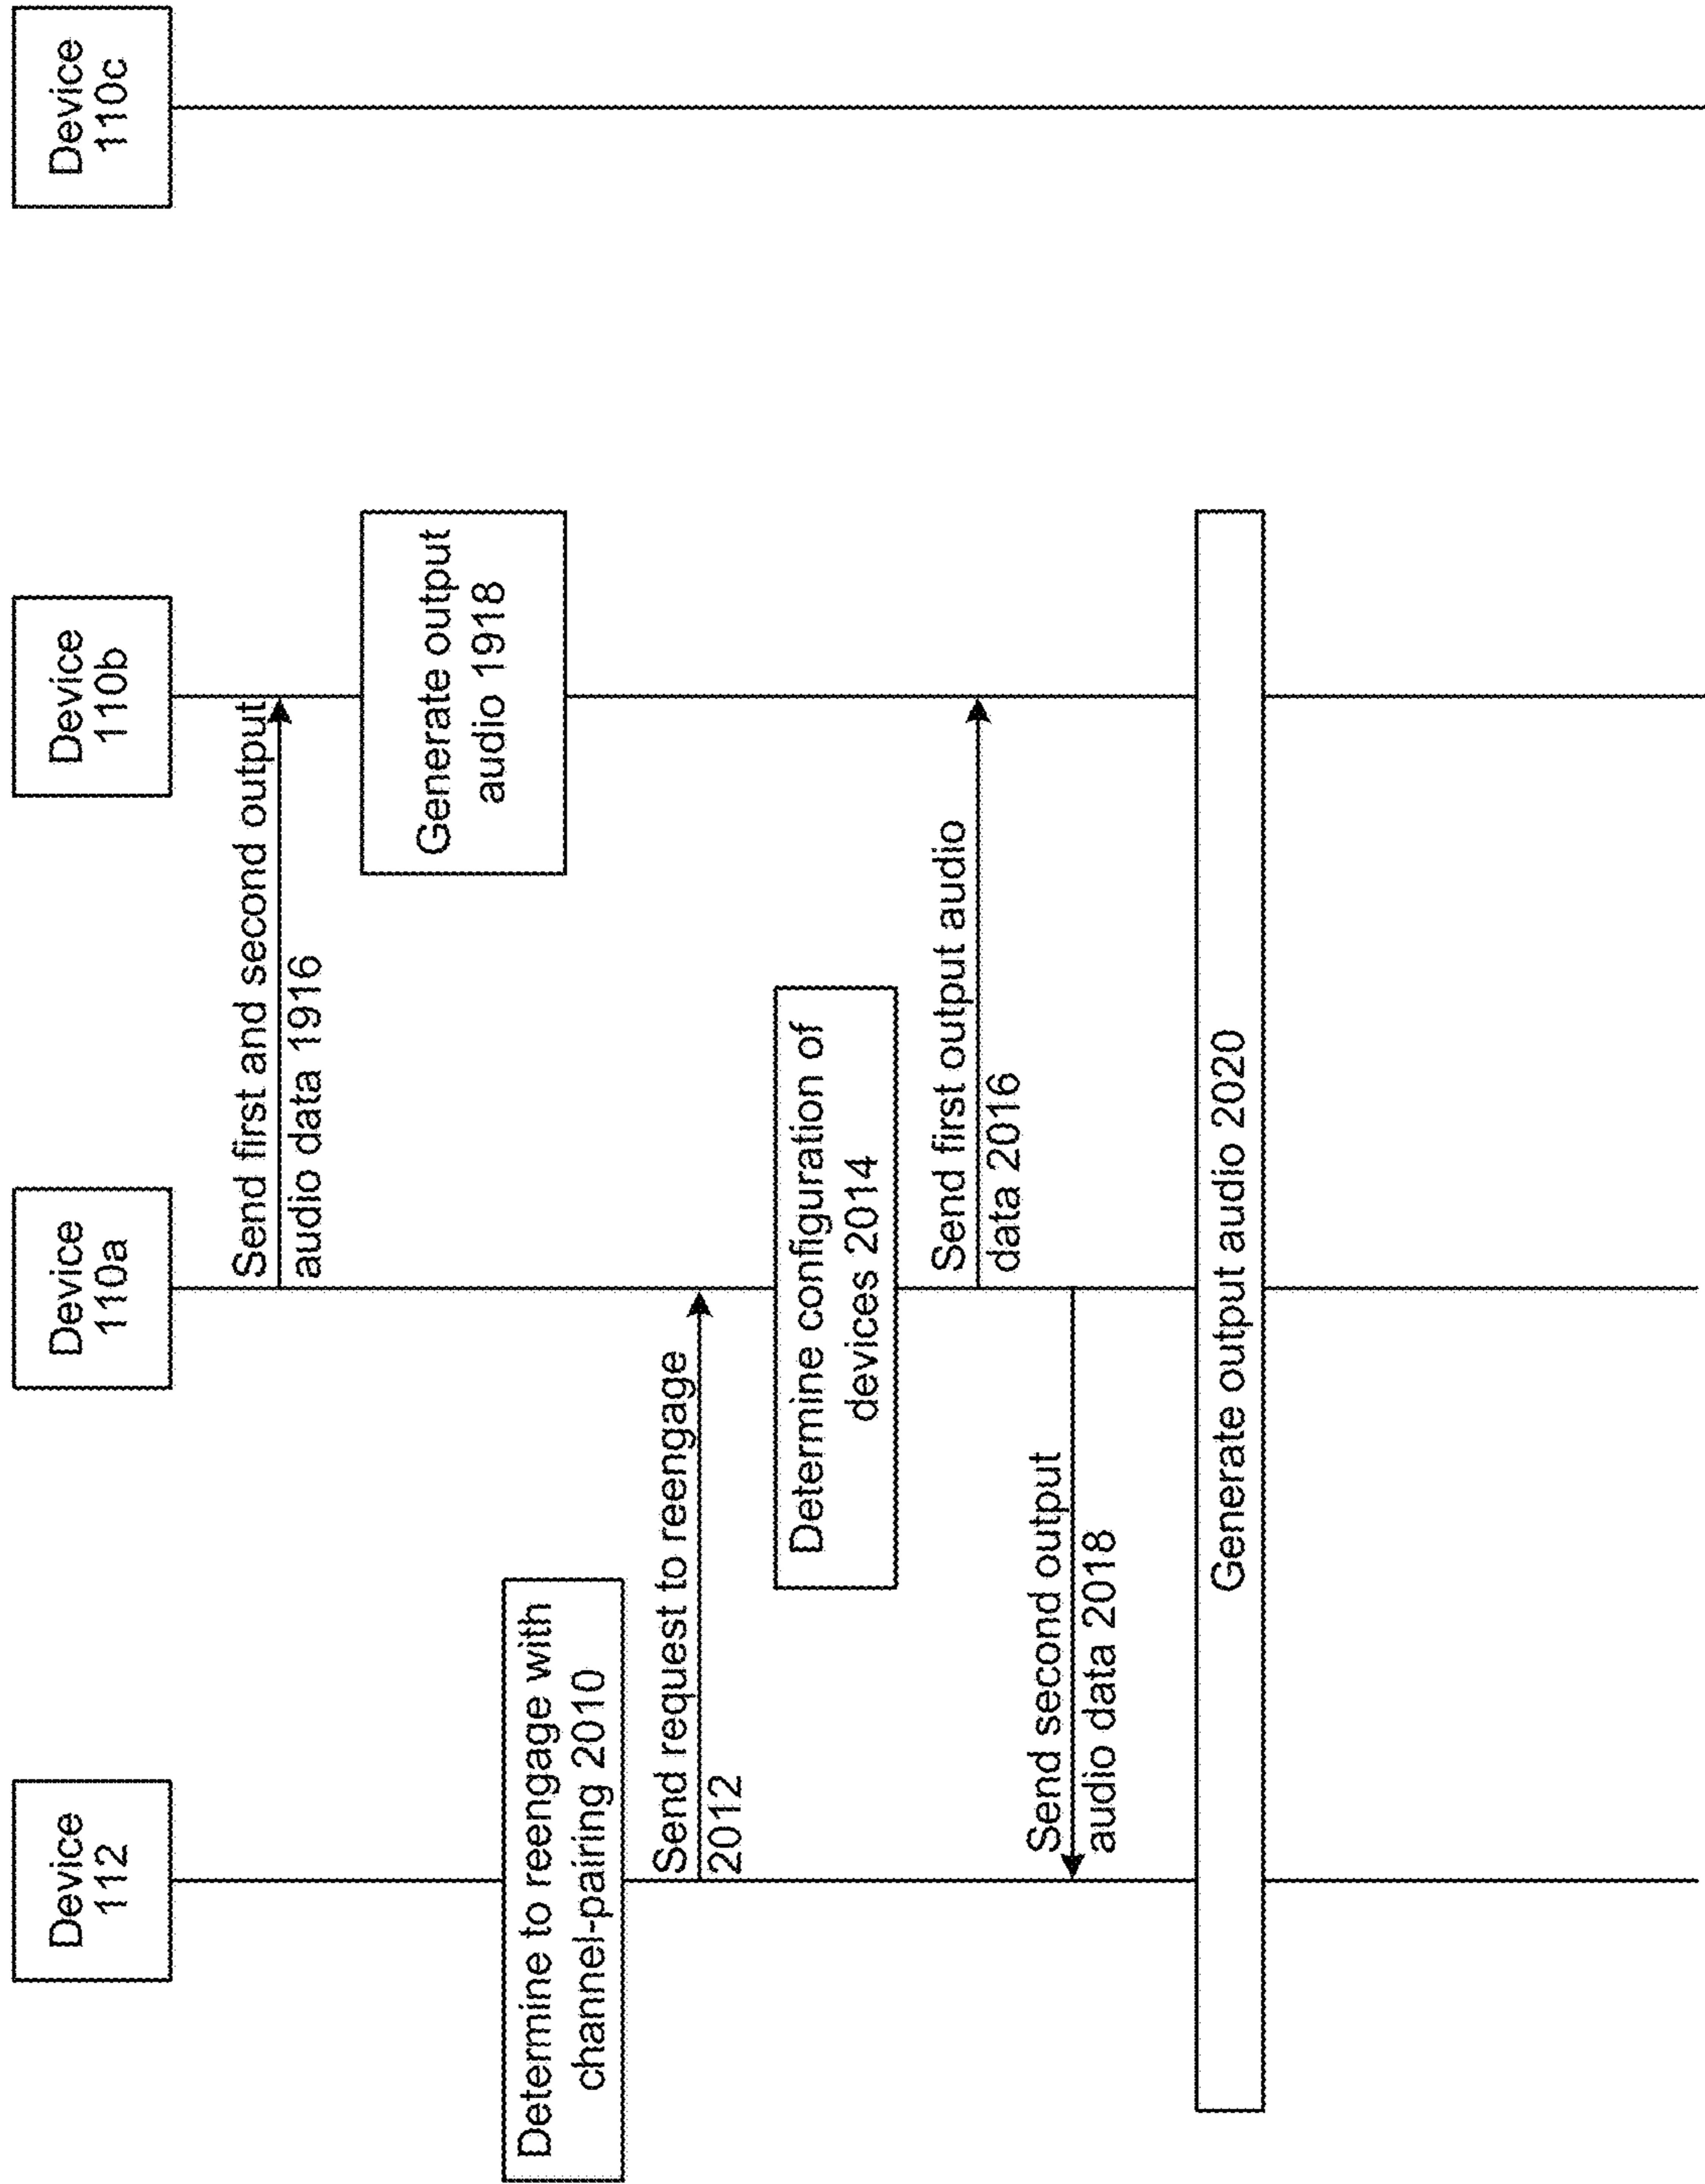 Device
112
Device
110a
Device
110b
Device
110c
Send first and second output
audio data 1916
Generate output
audio 1918
Determine to reengage with
channel-pairing 2010
Send request to reengage
2012
Determine configuration of
devices 2014
Send first output audio
data 2016
Send second output
audio data 2018
Generate output audio 2020